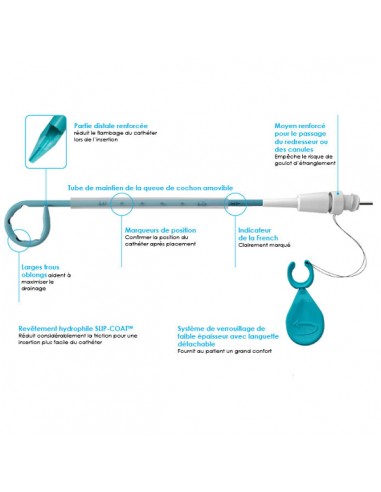 Partie distale renforcée
réduit le flambage du cathéter
lors de l'insertion
Moyen renforcé
pour le passage
du redresseur ou
des canules
Empêche le risque de
goulot d'étranglement
Tube de maintien de la queue de cochon amovible
Marqueurs de position
Confirmer la position du
cathéter après placement
Indicateur
de la French
Clairement marqué
Larges trous
oblongs aident à
maximiser le
drainage
Revêtement hydrophile SLIP-COAT™
Réduit considérablement la friction pour une
insertion plus facile du cathéter
Système de verrouillage de
faible épaisseur avec languette
détachable
Fournit au patient un grand confort